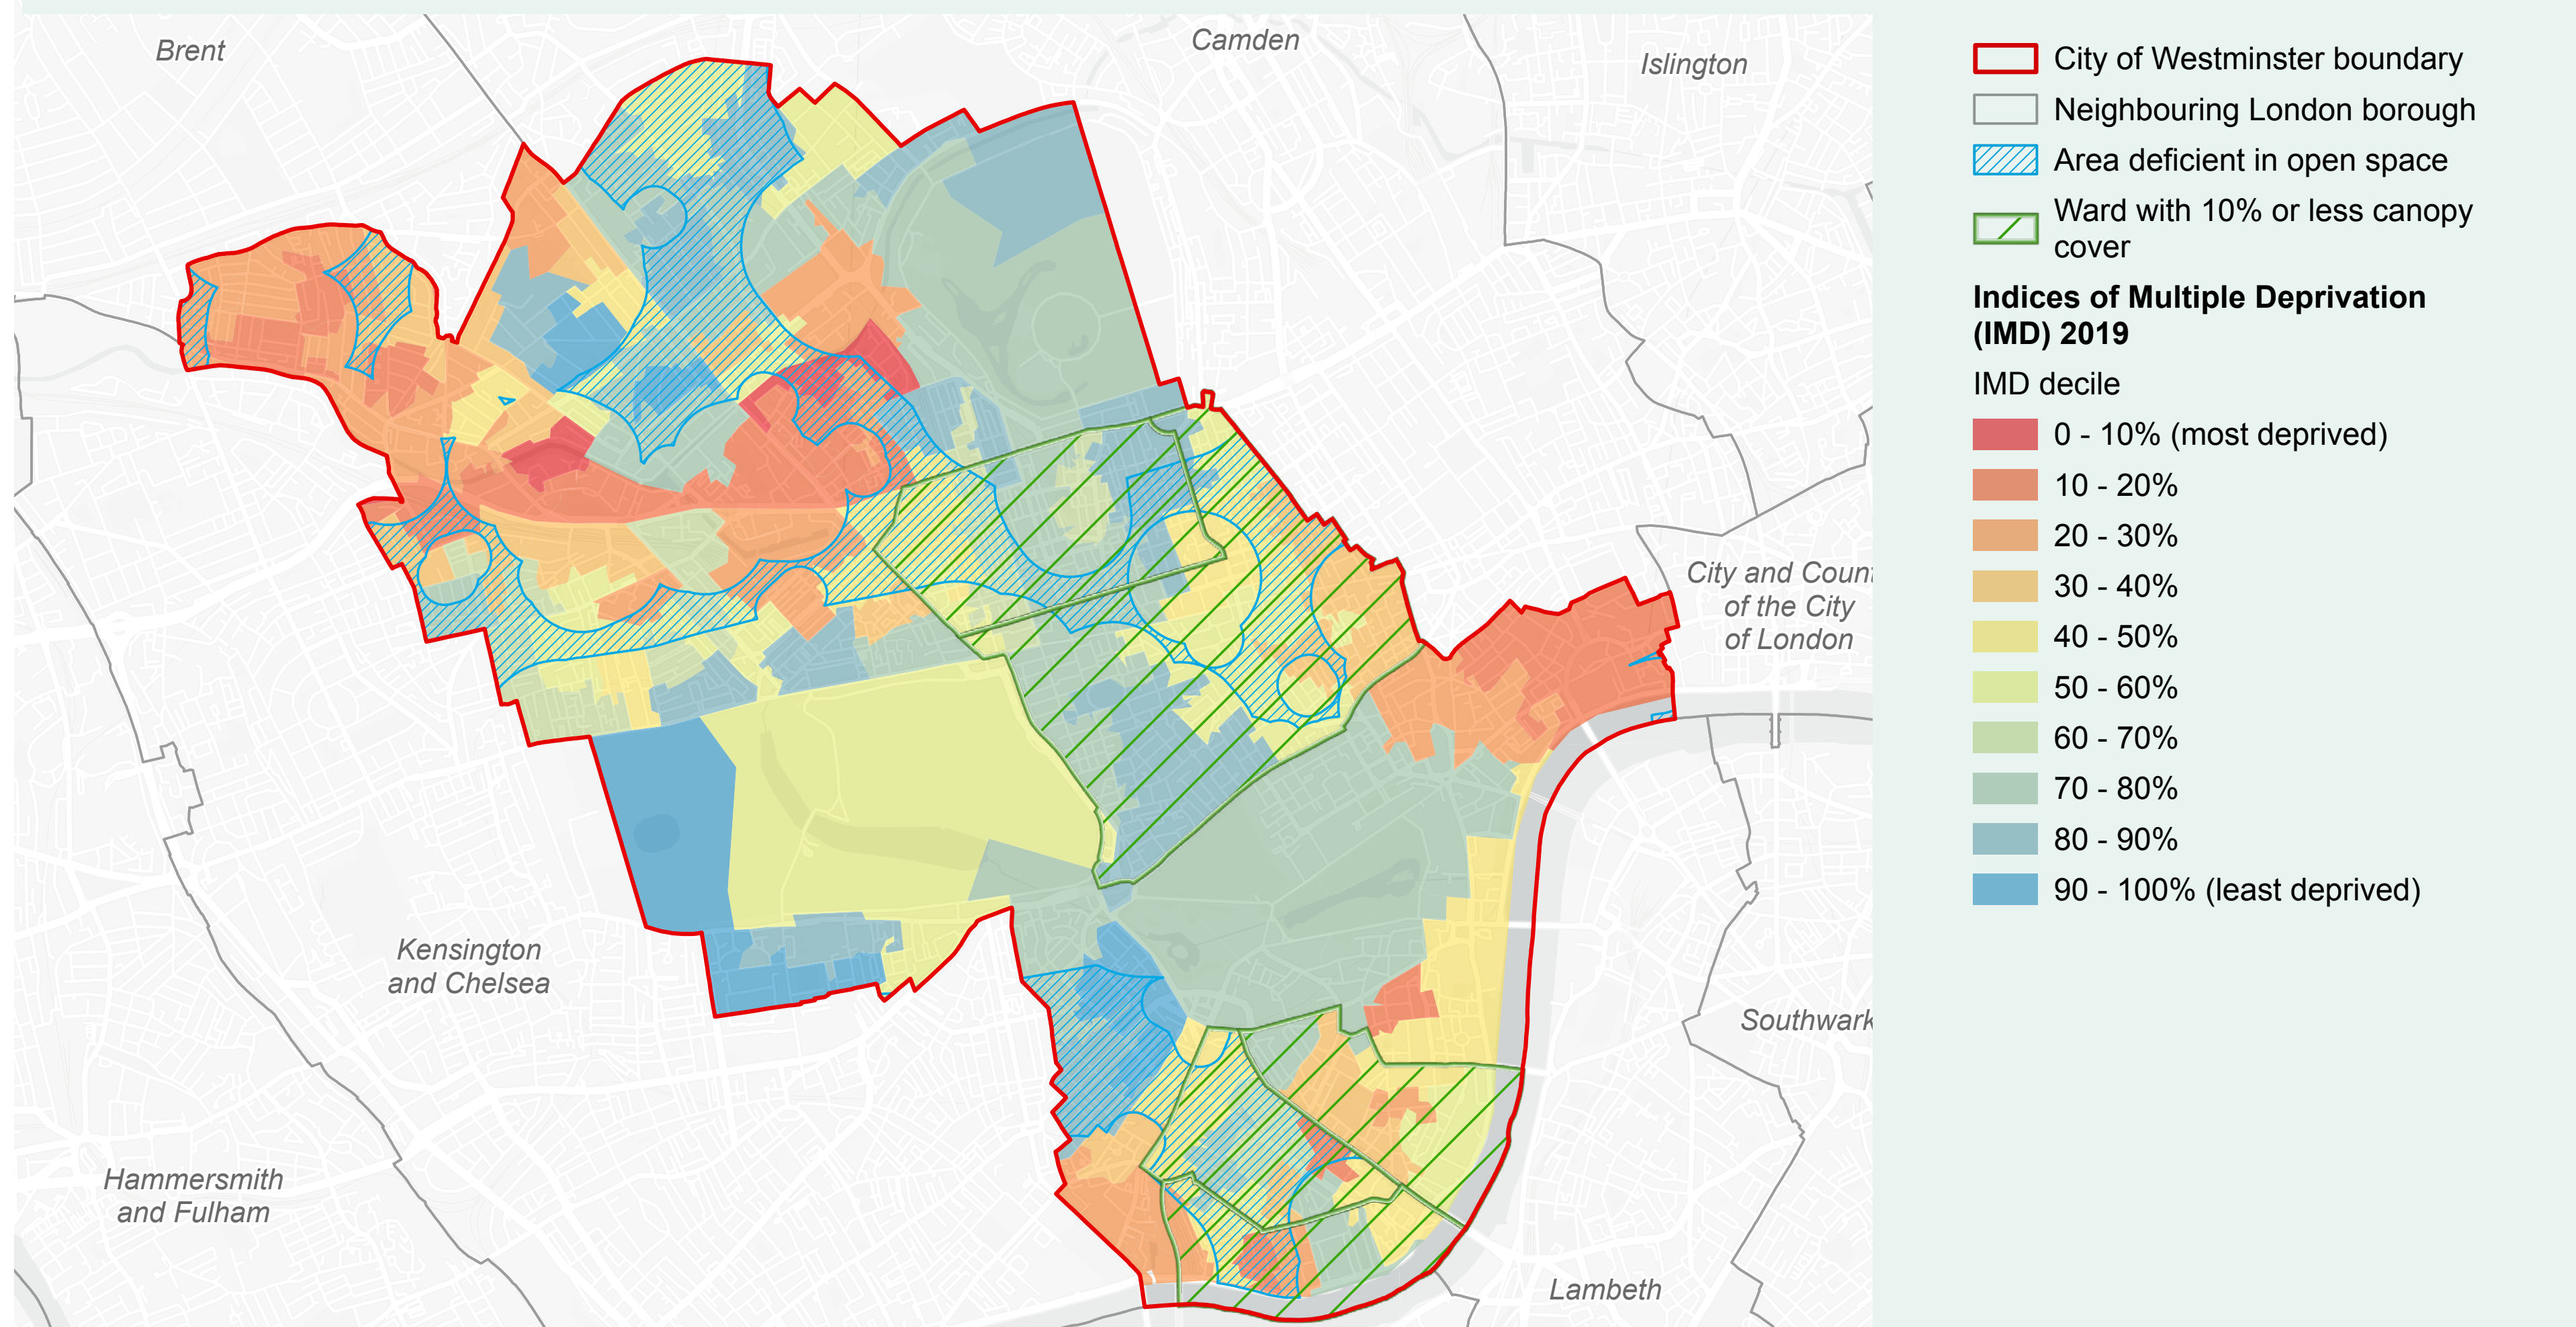 Brent
Camden
Islington
City and Coun
of the City
of London
Kensington
and Chelsea
Southwark
Hammersmith
and Fulham
Lambeth
City of Westminster boundary
Neighbouring London borough
Area deficient in open space
Ward with 10% or less canopy
cover
Indices of Multiple Deprivation
(IMD) 2019
IMD decile
0 - 10% (most deprived)
10 - 20%
20 - 30%
30 - 40%
40 - 50%
50 - 60%
60 - 70%
70 - 80%
80 - 90%
90 - 100% (least deprived)